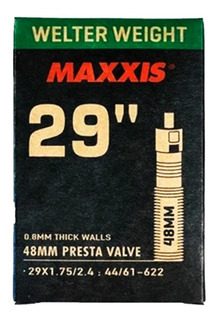 WELTER WEIGHT
MAXXIS®
29"
48MM
0.8MM THICK WALLS
48MM PRESTA VALVE
·29X1.75/2.4 : 44/61-622